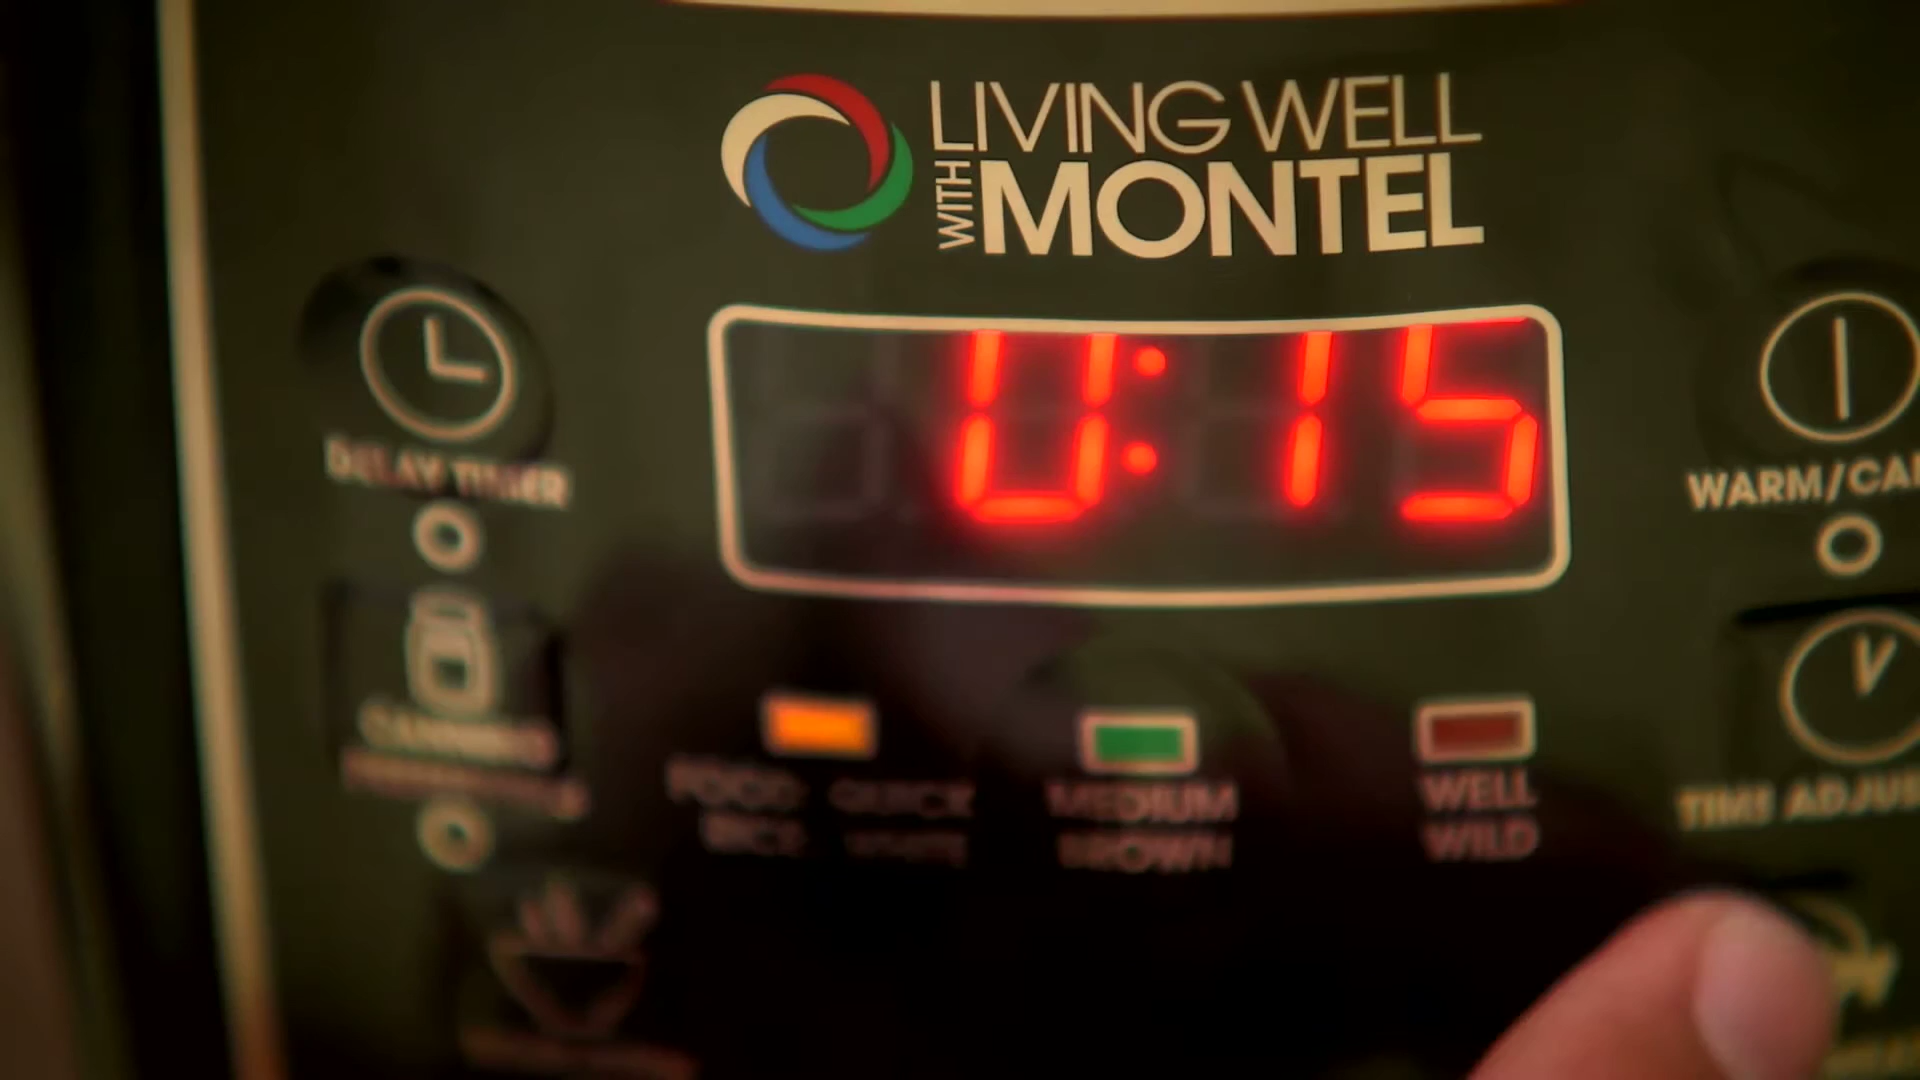 LIVING WELL
WITH
MONTEL
0:15
DELAY TIMER
WARM/CAN
CANNING
TIME ADJUS
FOOD QUICK MEDIUM WELL
RICE WHITE BROWN WILD